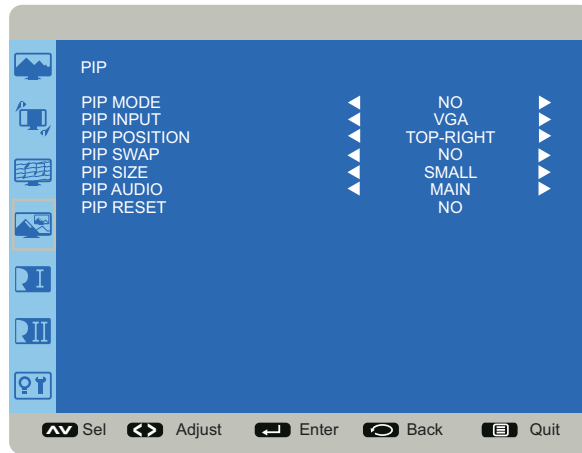 PIP
PIP MODE NO
PIP INPUT VGA
PIP POSITION TOP-RIGHT
PIP SWAP NO
PIP SIZE SMALL
PIP AUDIO MAIN
PIP RESET NO
I
II
Sel Adjust Enter Back Quit